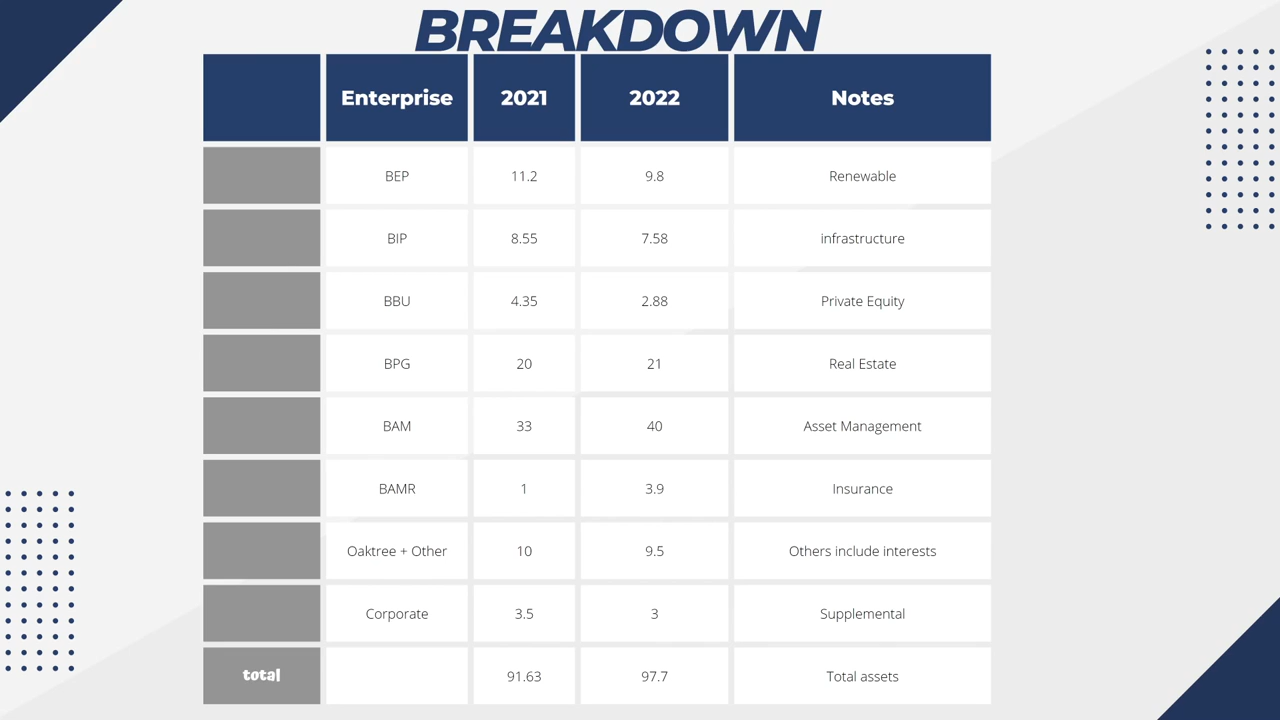 BREAKDOWN
Enterprise 2021 2022 Notes
BEP 11.2 9.8 Renewable
BIP 8.55 7.58 infrastructure
BBU 4.35 2.88 Private Equity
BPG 20 21 Real Estate
BAM 33 40 Asset Management
BAMR 1 3.9 Insurance
Oaktree + Other 10 9.5 Others include interests
Corporate 3.5 3 Supplemental
total 91.63 97.7 Total assets